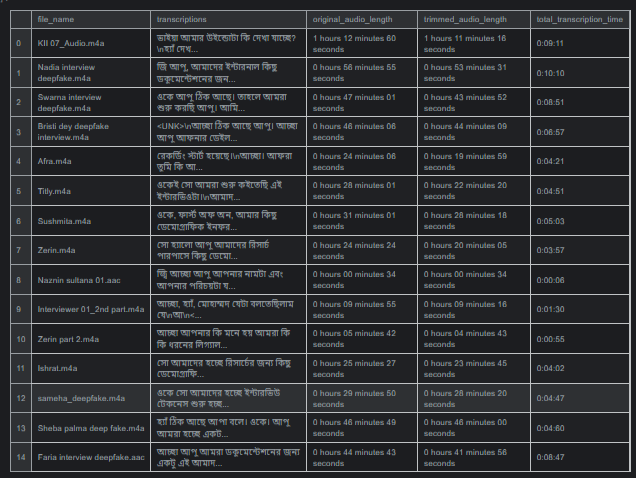 file_name transcriptions original_audio_length trimmed_audio_length total_transcription_time
0 KII 07_Audio.m4a ভাইয়া আমার উইন্ডোটা কি দেখা যাচ্ছে? \nহ্যাঁ দেখ... 1 hours 12 minutes 60 seconds 1 hours 11 minutes 16 seconds 0:09:11
1 Nadia interview deepfake.m4a জি আপু, আমাদের ইন্টারনাল কিছু ডকুমেন্টেশনের জন... 0 hours 56 minutes 55 seconds 0 hours 53 minutes 31 seconds 0:10:10
2 Swarna interview deepfake.m4a ওকে আপু ঠিক আছে। তাহলে আমরা শুরু করছি আপু। আমি... 0 hours 47 minutes 01 seconds 0 hours 43 minutes 52 seconds 0:08:51
3 Bristi dey deepfake interview.m4a <UNK>\nআচ্ছা ঠিক আছে আপু। আচ্ছা আপু আফনার ডেইল... 0 hours 46 minutes 06 seconds 0 hours 44 minutes 09 seconds 0:06:57
4 Afra.m4a রেকর্ডিং স্টার্ট হয়েছে।\nআচ্ছা। আফরা তুমি কি আ... 0 hours 24 minutes 06 seconds 0 hours 19 minutes 59 seconds 0:04:21
5 Titly.m4a ওকেই সো আমরা শুরু কইতেছি এই ইন্টারভিউটা।\nআমাদ... 0 hours 28 minutes 01 seconds 0 hours 22 minutes 20 seconds 0:04:51
6 Sushmita.m4a ওকে, ফার্স্ট অফ অন, আমার কিছু ডেমোগ্রাফিক ইনফর... 0 hours 31 minutes 01 seconds 0 hours 28 minutes 18 seconds 0:05:03
7 Zerin.m4a সো হ্যালো আপু আমাদের রিসার্চ পারপাসে কিছু ডেমো... 0 hours 24 minutes 24 seconds 0 hours 20 minutes 05 seconds 0:03:57
8 Naznin sultana 01.aac জ্বি আচ্ছা আপু আপনার নামটা এবং আপনার পরিচয়টা য... 0 hours 00 minutes 34 seconds 0 hours 00 minutes 34 seconds 0:00:06
9 Interviewer 01_2nd part.m4a আচ্ছা, হ্যাঁ, মোহাম্মদ যেটা বলতেছিলাম যে\nআ\n<... 0 hours 09 minutes 55 seconds 0 hours 09 minutes 16 seconds 0:01:30
10 Zerin part 2.m4a আচ্ছা আপনার কি মনে হয় আমরা কি কি ধরনের লিগ্যাল... 0 hours 05 minutes 42 seconds 0 hours 04 minutes 43 seconds 0:00:55
11 Ishrat.m4a সো আমাদের হচ্ছে রিসার্চের জন্য কিছু ডেমোগ্রাফি... 0 hours 25 minutes 27 seconds 0 hours 23 minutes 45 seconds 0:04:02
12 sameha_deepfake.m4a ওকে সো আমাদের হচ্ছে ইন্টারভিউ টেকনেস শুরু হচ্ছ... 0 hours 29 minutes 50 seconds 0 hours 28 minutes 20 seconds 0:04:47
13 Sheba palma deep fake.m4a হ্যাঁ ঠিক আছে আপা বলে। ওকে। আপু আমরা হচ্ছে একট... 0 hours 46 minutes 49 seconds 0 hours 46 minutes 00 seconds 0:04:60
14 Faria interview deepfake.aac আচ্ছা আপু আমরা ডকুমেন্টেশনের জন্য একটু এই আমাদ... 0 hours 44 minutes 43 seconds 0 hours 41 minutes 56 seconds 0:08:47